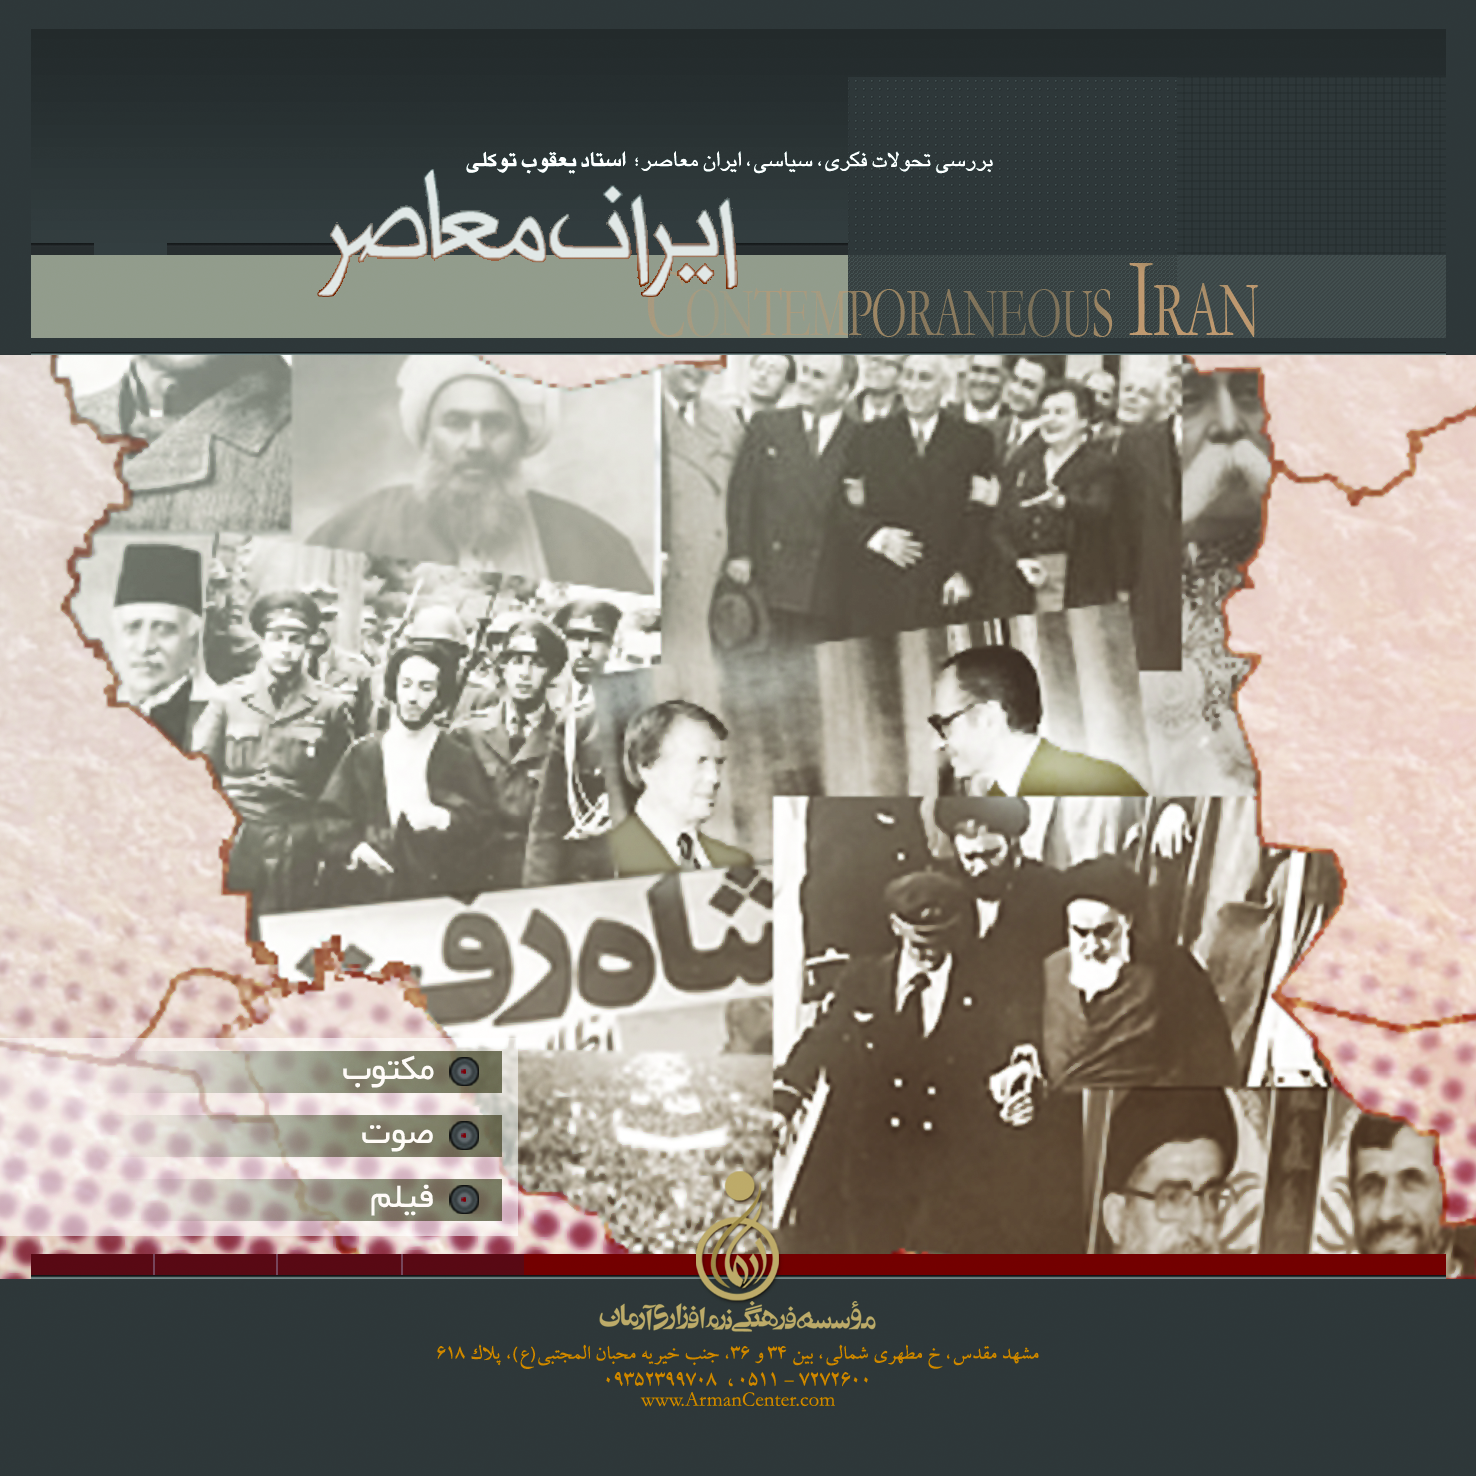 بررسی تحولات فکری، سیاسی، ایران معاصر؛ استاد یعقوب توکلی
ایران معاصر
CONTEMPORANEOUS IRAN
شاه رفت
مکتوب
صوت
فیلم
مؤسسه فرهنگی نرم افزاری آرمان
مشهد مقدس، خ مطهری شمالی، بین ۳۴ و ۳۶، جنب خیریه محبان المجتبی(ع)، پلاك ۶۱۸
۰۵۱۱ – ۷۲۷۲۶۰۰ ، ۰۹۳۵۲۳۹۹۷۰۸
www.ArmanCenter.com